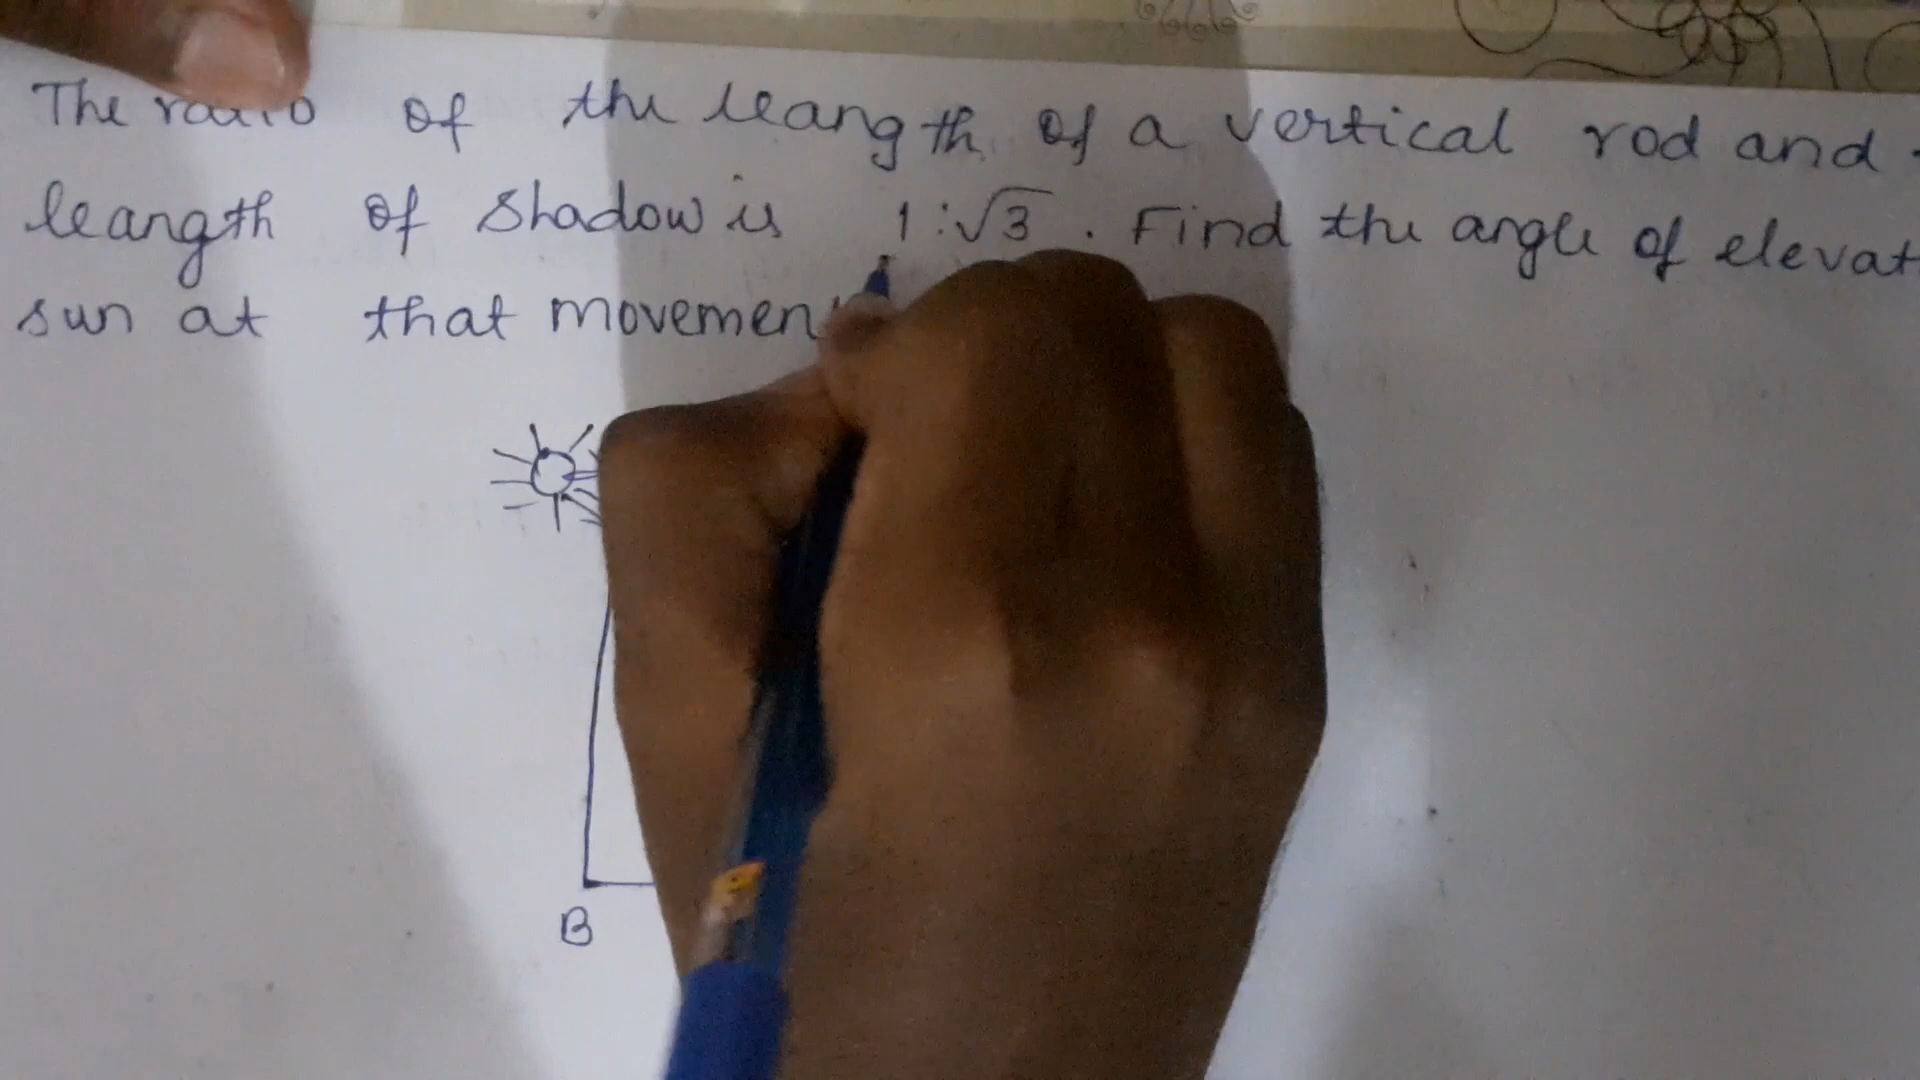 The ratio of the leangth of a vertical rod and
leangth of shadow is 1:√3. Find the angle of elevat
sun at that movemen
B